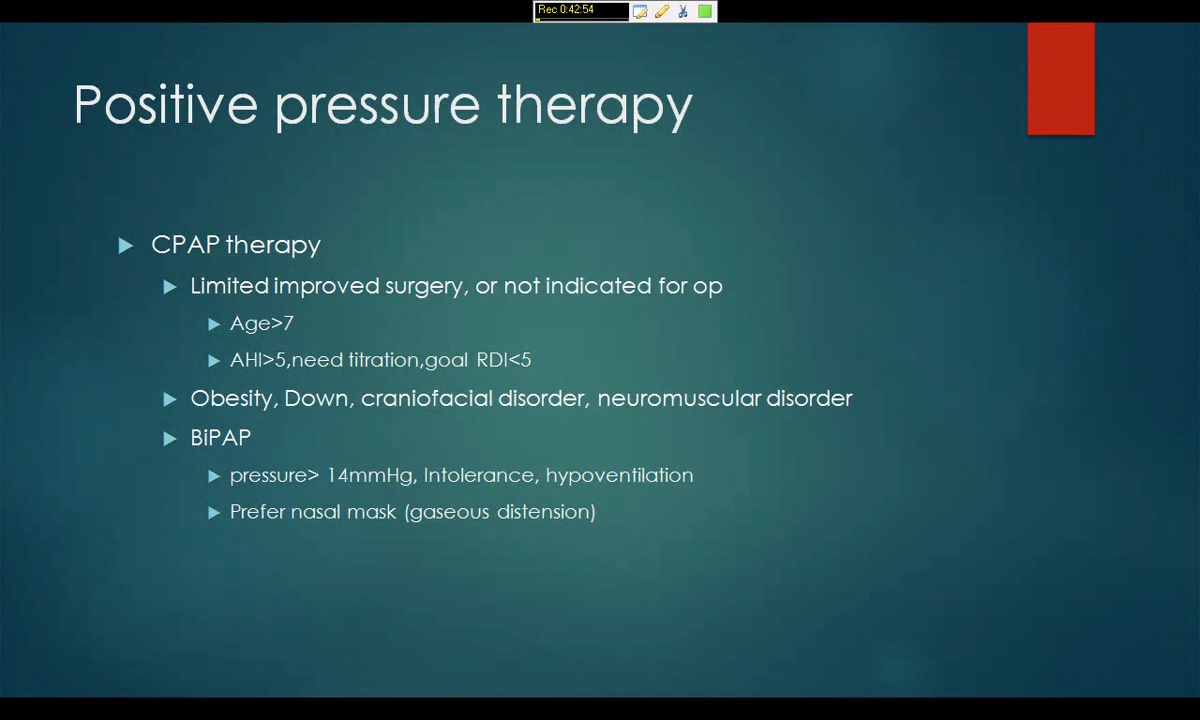 Rec 0:42:54
Positive pressure therapy
CPAP therapy
Limited improved surgery, or not indicated for op
Age>7
AHI>5,need titration,goal RDI<5
Obesity, Down, craniofacial disorder, neuromuscular disorder
BiPAP
pressure> 14mmHg, Intolerance, hypoventilation
Prefer nasal mask (gaseous distension)